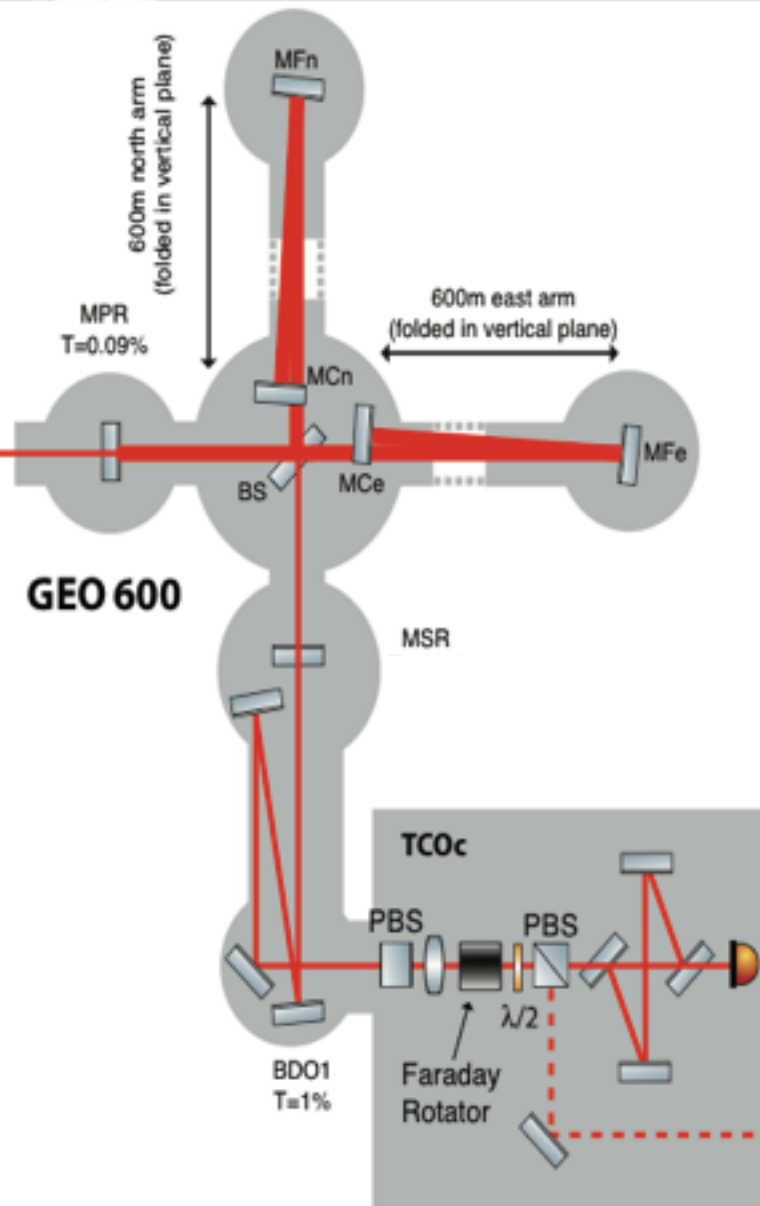 MFn
600m north arm
(folded in vertical plane)
600m east arm
(folded in vertical plane)
MPR
T=0.09%
MCn
MFe
BS
MCe
GEO 600
MSR
TCOc
PBS
PBS
λ/2
Faraday
Rotator
BDO1
T=1%